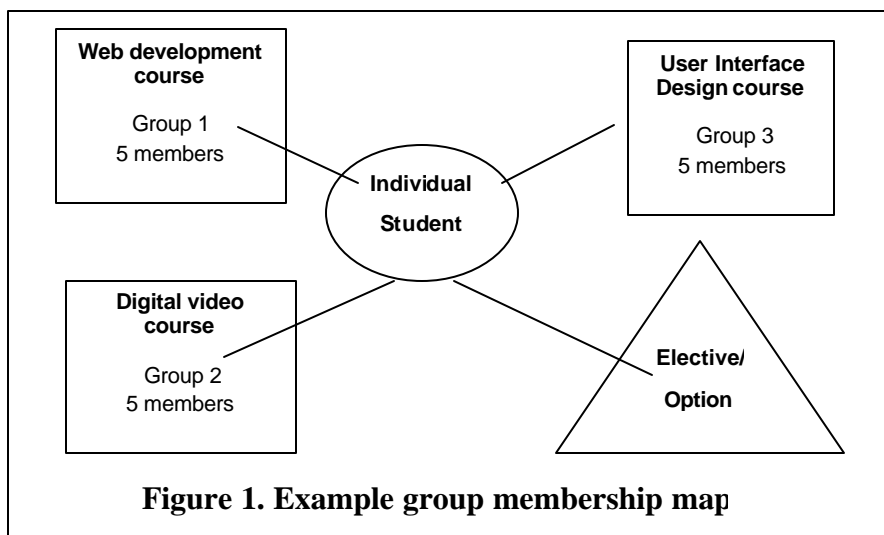 Web development
course
Group 1
5 members
User Interface
Design course
Group 3
5 members
Individual
Student
Digital video
course
Group 2
5 members
Elective/
Option
Figure 1. Example group membership map